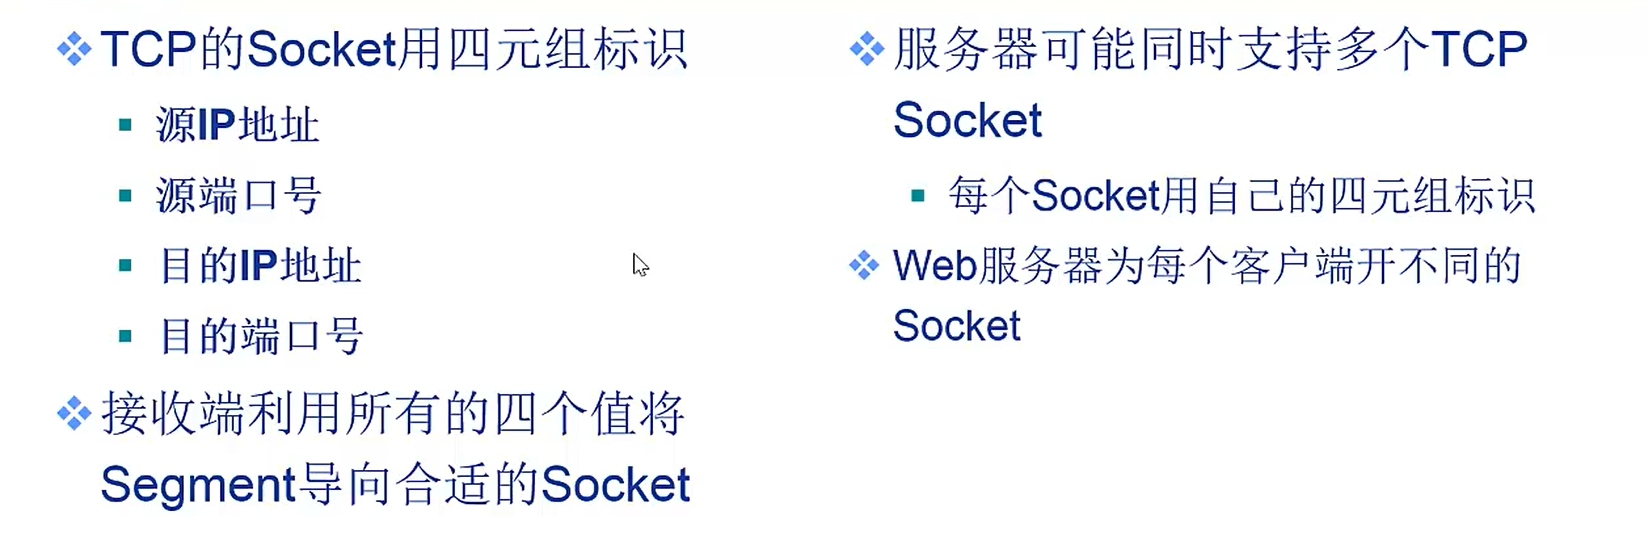 TCP的Socket用四元组标识
源IP地址
源端口号
目的IP地址
目的端口号
接收端利用所有的四个值将
Segment导向合适的Socket
服务器可能同时支持多个TCP
Socket
每个Socket用自己的四元组标识
Web服务器为每个客户端开不同的
Socket